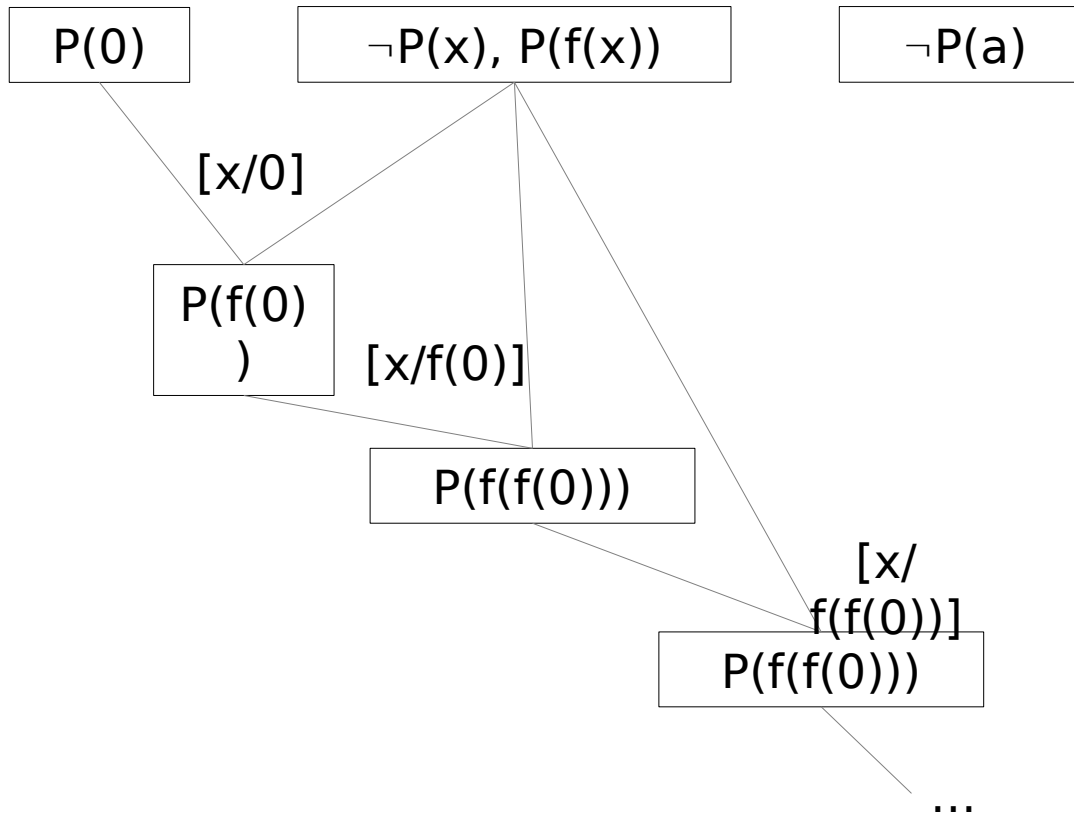 P(0)
¬P(x), P(f(x))
¬P(a)
[x/0]
P(f(0)
)
[x/f(0)]
P(f(f(0)))
[x/
f(f(0))]
P(f(f(0)))
...